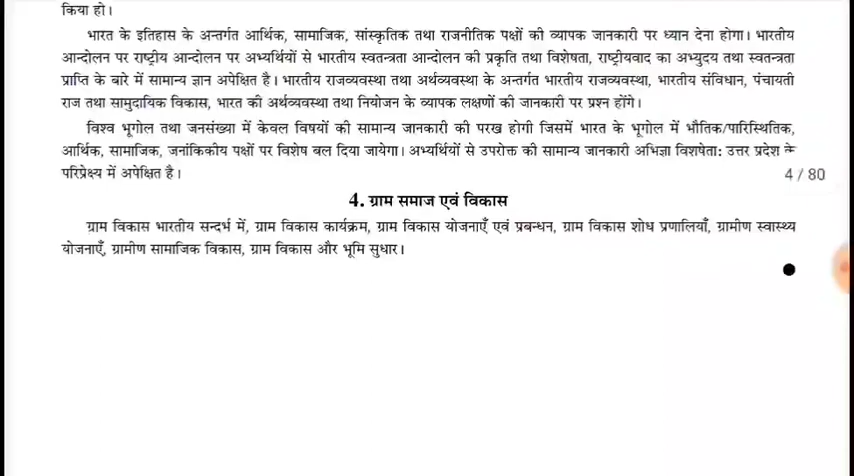 किया हो।
भारत के इतिहास के अन्तर्गत आर्थिक, सामाजिक, सांस्कृतिक तथा राजनीतिक पक्षों की व्यापक जानकारी पर ध्यान देना होगा। भारतीय
आन्दोलन पर राष्ट्रीय आन्दोलन पर अभ्यर्थियों से भारतीय स्वतन्त्रता आन्दोलन की प्रकृति तथा विशेषता, राष्ट्रीयवाद का अभ्युदय तथा स्वतन्त्रता
प्राप्ति के बारे में सामान्य ज्ञान अपेक्षित है। भारतीय राजव्यवस्था तथा अर्थव्यवस्था के अन्तर्गत भारतीय राजव्यवस्था, भारतीय संविधान, पंचायती
राज तथा सामुदायिक विकास, भारत की अर्थव्यवस्था तथा नियोजन के व्यापक लक्षणों की जानकारी पर प्रश्न होंगे।
विश्व भूगोल तथा जनसंख्या में केवल विषयों की सामान्य जानकारी की परख होगी जिसमें भारत के भूगोल में भौतिक/पारिस्थितिक,
आर्थिक, सामाजिक, जनांकिकीय पक्षों पर विशेष बल दिया जायेगा। अभ्यर्थियों से उपरोक्त की सामान्य जानकारी अभिज्ञा विशषेता: उत्तर प्रदेश के
परिप्रेक्ष्य में अपेक्षित है।
4 / 80
4. ग्राम समाज एवं विकास
ग्राम विकास भारतीय सन्दर्भ में, ग्राम विकास कार्यक्रम, ग्राम विकास योजनाएँ एवं प्रबन्धन, ग्राम विकास शोध प्रणालियाँ, ग्रामीण स्वास्थ्य
योजनाएँ, ग्रामीण सामाजिक विकास, ग्राम विकास और भूमि सुधार।